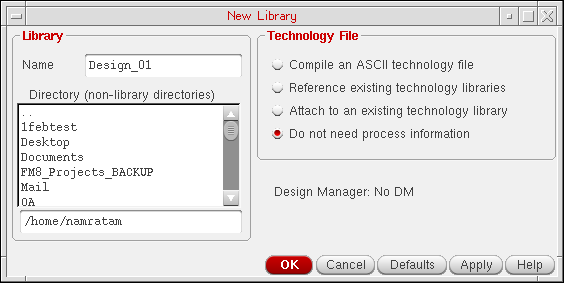 New Library
Library
Name Design_01
Directory (non-library directories)
..
1febtest
Desktop
Documents
FM8_Projects_BACKUP
Mail
OA
/home/namratam
Technology File
Compile an ASCII technology file
Reference existing technology libraries
Attach to an existing technology library
Do not need process information
Design Manager: No DM
OK Cancel Defaults Apply Help